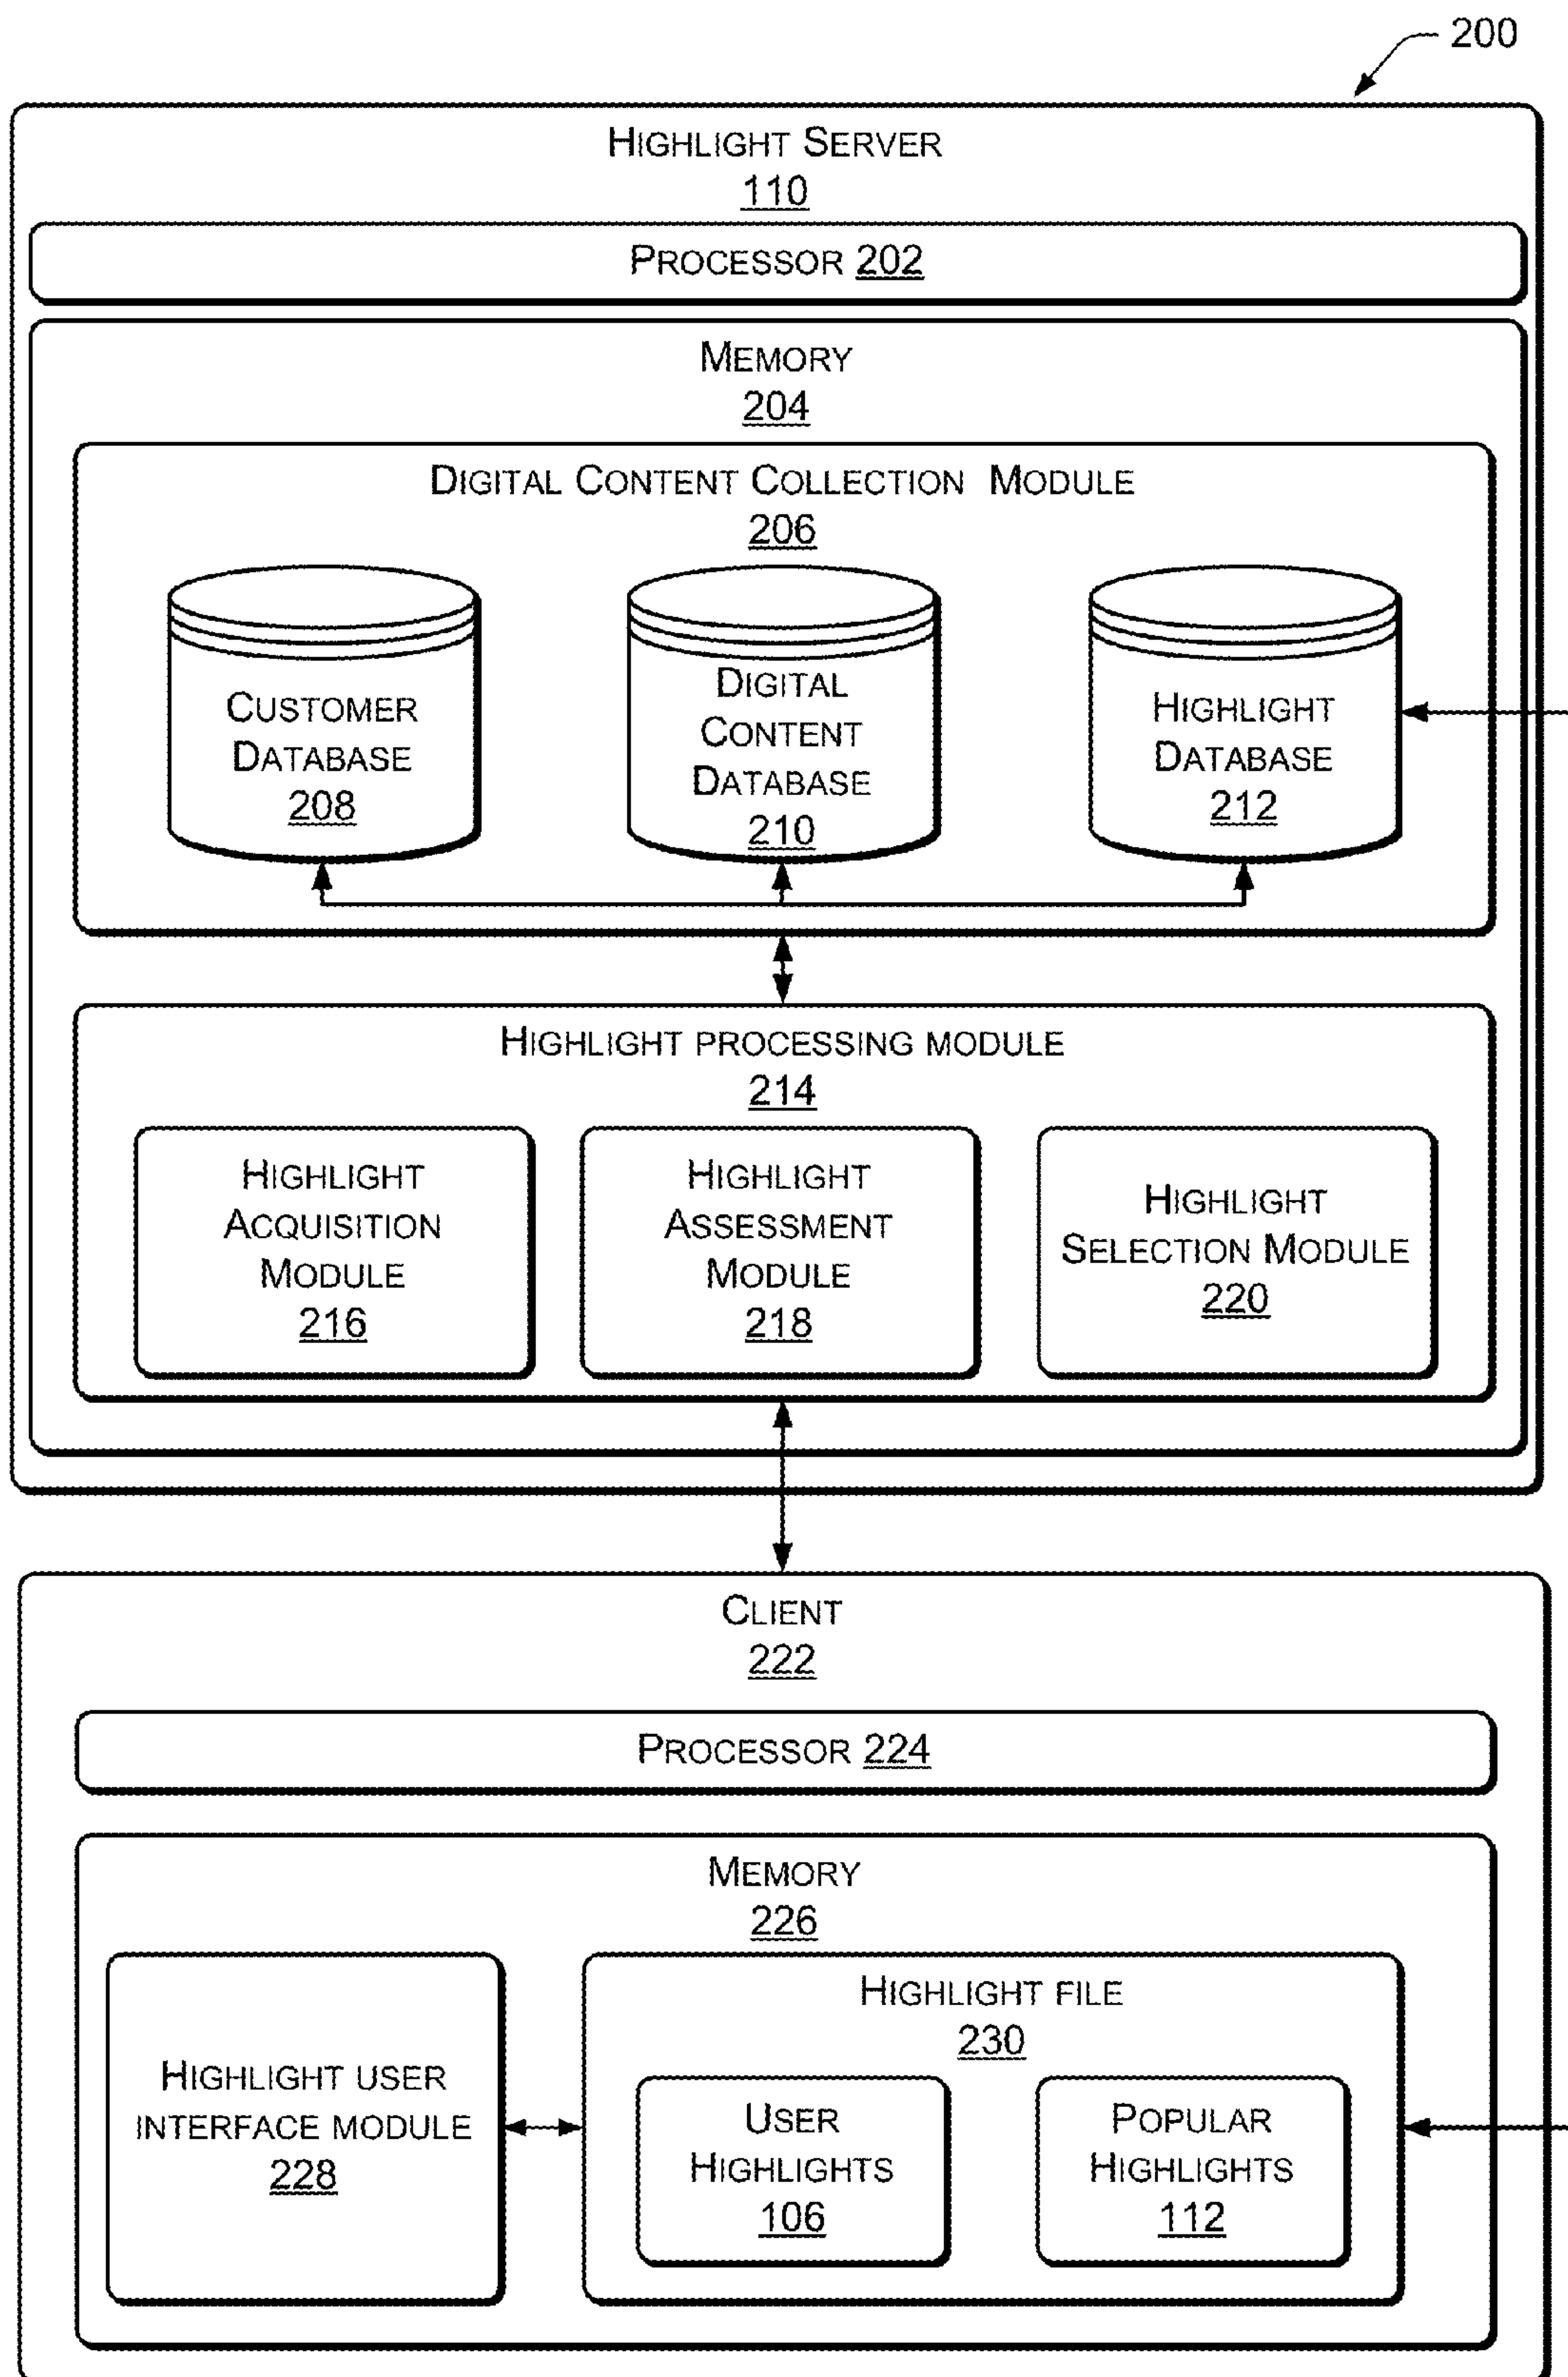 200
HIGHLIGHT SERVER
110
PROCESSOR 202
MEMORY
204
DIGITAL CONTENT COLLECTION MODULE
206
CUSTOMER
DATABASE
208
DIGITAL
CONTENT
DATABASE
210
HIGHLIGHT
DATABASE
212
HIGHLIGHT PROCESSING MODULE
214
HIGHLIGHT
ACQUISITION
MODULE
216
HIGHLIGHT
ASSESSMENT
MODULE
218
HIGHLIGHT
SELECTION MODULE
220
CLIENT
222
PROCESSOR 224
MEMORY
226
HIGHLIGHT USER
INTERFACE MODULE
228
HIGHLIGHT FILE
230
USER
HIGHLIGHTS
106
POPULAR
HIGHLIGHTS
112